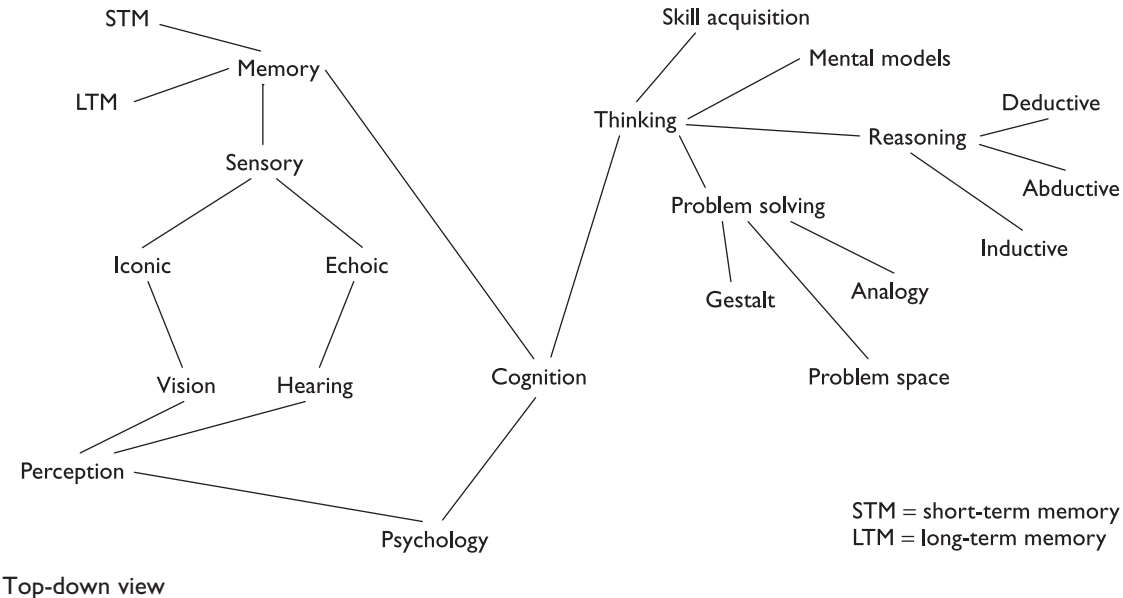 STM
Skill acquisition
Memory
Mental models
LTM
Deductive
Thinking
Reasoning
Sensory
Abductive
Problem solving
Inductive
Iconic
Echoic
Analogy
Gestalt
Vision
Hearing
Cognition
Problem space
Perception
STM = short-term memory
LTM = long-term memory
Psychology
Top-down view